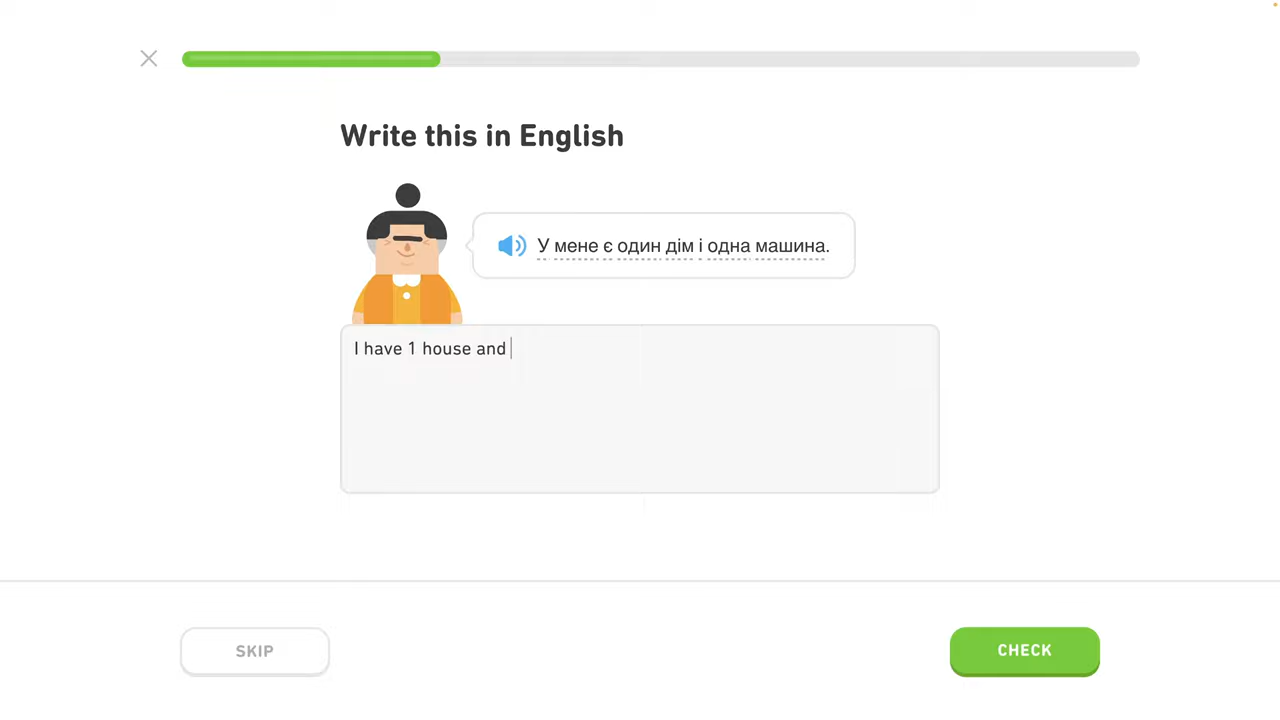 Write this in English
У мене є один дім і одна машина.
I have 1 house and
SKIP
CHECK